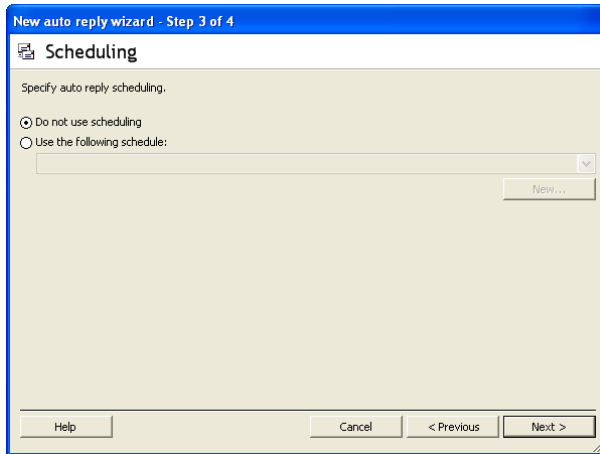 New auto reply wizard - Step 3 of 4
Scheduling
Specify auto reply scheduling.
Do not use scheduling
Use the following schedule:
New...
Help
Cancel
< Previous
Next >